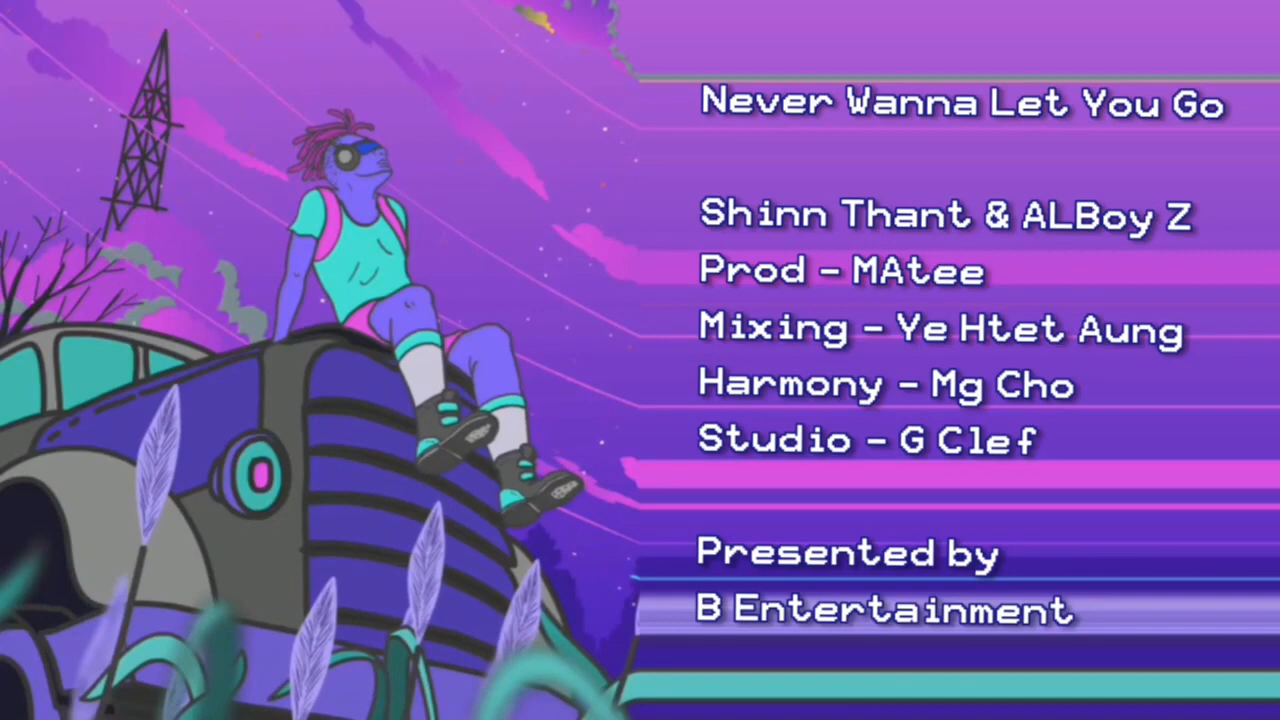 Never Wanna Let You Go
Shinn Thant & ALBoy Z
Prod - MAtee
Mixing - Ye Htet Aung
Harmony - Mg Cho
Studio - G Clef
Presented by
B Entertainment